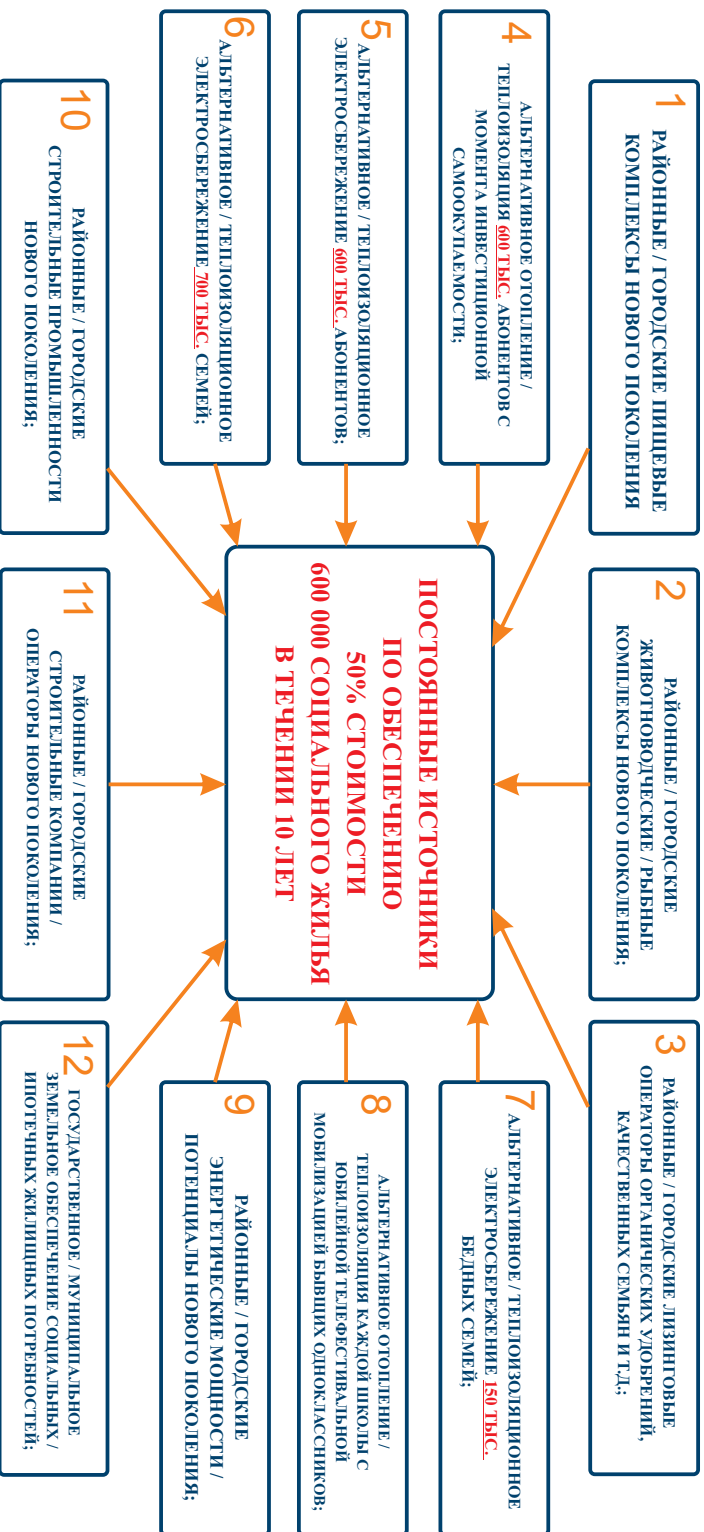 1
РАЙОННЫЕ / ГОРОДСКИЕ ПИЩЕВЫЕ
КОМПЛЕКСЫ НОВОГО ПОКОЛЕНИЯ
2
РАЙОННЫЕ / ГОРОДСКИЕ
ЖИВОТНОВОДЧЕСКИЕ / РЫБНЫЕ
КОМПЛЕКСЫ НОВОГО ПОКОЛЕНИЯ;
3
РАЙОННЫЕ / ГОРОДСКИЕ ЛИЗИНГОВЫЕ
ОПЕРАТОРЫ ОРГАНИЧЕСКИХ УДОБРЕНИЙ,
КАЧЕСТВЕННЫХ СЕМЬЯН И Т.Д.;
4
АЛЬТЕРНАТИВНОЕ ОТОПЛЕНИЕ /
ТЕПЛОИЗОЛЯЦИЯ 600 ТЫС. АБОНЕНТОВ С
МОМЕНТА ИНВЕСТИЦИОННОЙ
САМООКУПАЕМОСТИ;
5
АЛЬТЕРНАТИВНОЕ / ТЕПЛОИЗОЛЯЦИОННОЕ
ЭЛЕКТРОСБЕРЕЖЕНИЕ 600 ТЫС. АБОНЕНТОВ;
6
АЛЬТЕРНАТИВНОЕ / ТЕПЛОИЗОЛЯЦИОННОЕ
ЭЛЕКТРОСБЕРЕЖЕНИЕ 700 ТЫС. СЕМЕЙ;
ПОСТОЯННЫЕ ИСТОЧНИКИ
ПО ОБЕСПЕЧЕНИЮ
50% СТОИМОСТИ
600 000 СОЦИАЛЬНОГО ЖИЛЬЯ
В ТЕЧЕНИИ 10 ЛЕТ
7
АЛЬТЕРНАТИВНОЕ / ТЕПЛОИЗОЛЯЦИОННОЕ
ЭЛЕКТРОСБЕРЕЖЕНИЕ 150 ТЫС.
БЕДНЫХ СЕМЕЙ;
8
АЛЬТЕРНАТИВНОЕ ОТОПЛЕНИЕ /
ТЕПЛОИЗОЛЯЦИЯ КАЖДОЙ ШКОЛЫ С
ЮБИЛЕЙНОЙ ТЕЛЕФЕСТИВАЛЬНОЙ
МОБИЛИЗАЦИЕЙ БЫВЩИХ ОДНОКЛАССНИКОВ;
9
РАЙОННЫЕ / ГОРОДСКИЕ
ЭНЕРГЕТИЧЕСКИЕ МОЩНОСТИ /
ПОТЕНЦИАЛЫ НОВОГО ПОКОЛЕНИЯ;
10
РАЙОННЫЕ / ГОРОДСКИЕ
СТРОИТЕЛЬНЫЕ ПРОМЫШЛЕННОСТИ
НОВОГО ПОКОЛЕНИЯ;
11
РАЙОННЫЕ / ГОРОДСКИЕ
СТРОИТЕЛЬНЫЕ КОМПАНИИ /
ОПЕРАТОРЫ НОВОГО ПОКОЛЕНИЯ;
12
ГОСУДАРСТВЕННОЕ / МУНИЦИПАЛЬНОЕ
ЗЕМЕЛЬНОЕ ОБЕСПЕЧЕНИЕ СОЦИАЛЬНЫХ /
ИПОТЕЧНЫХ ЖИЛИЩНЫХ ПОТРЕБНОСТЕЙ;